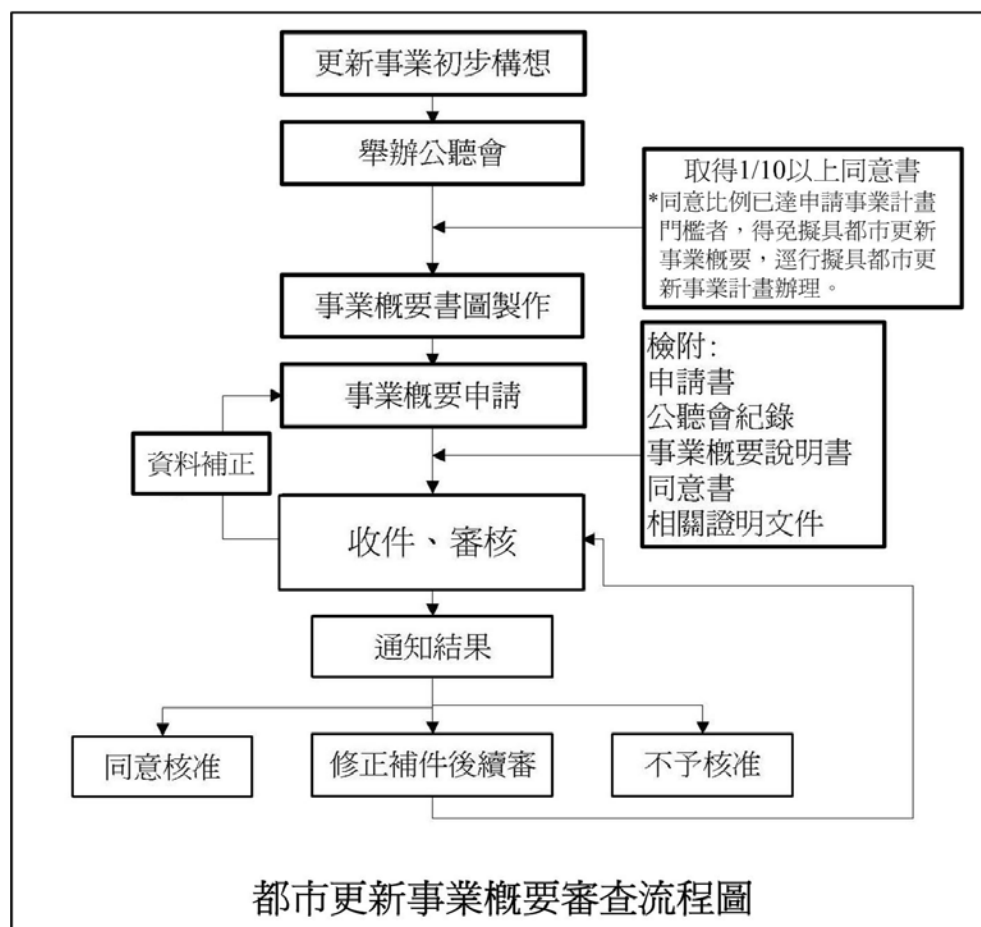 更新事業初步構想
舉辦公聽會
取得1/10以上同意書
*同意比例已達申請事業計畫
門檻者，得免擬具都市更新
事業概要，逕行擬具都市更
新事業計畫辦理。
事業概要書圖製作
事業概要申請
檢附:
申請書
公聽會紀錄
事業概要說明書
同意書
相關證明文件
資料補正
收件、審核
通知結果
同意核准
修正補件後續審
不予核准
都市更新事業概要審查流程圖